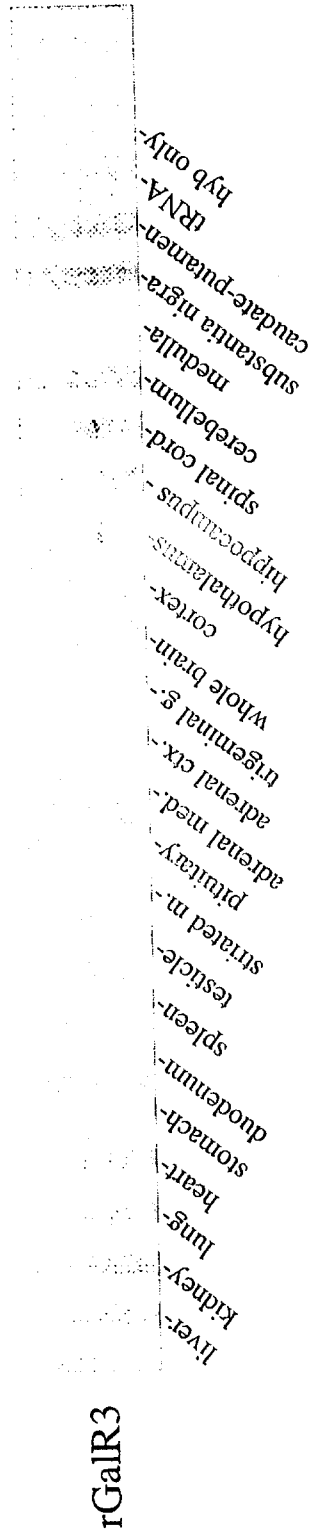 rGalR3
liver-
kidney-
lung-
heart-
stomach-
duodenum-
spleen-
testicle-
striated m.-
pituitary-
adrenal med.-
adrenal ctx.-
trigeminal g.-
whole brain-
cortex-
hypothalamus-
hippocampus -
spinal cord-
cerebellum-
medulla-
substantia nigra-
caudate-putamen-
tRNA-
hyb only-